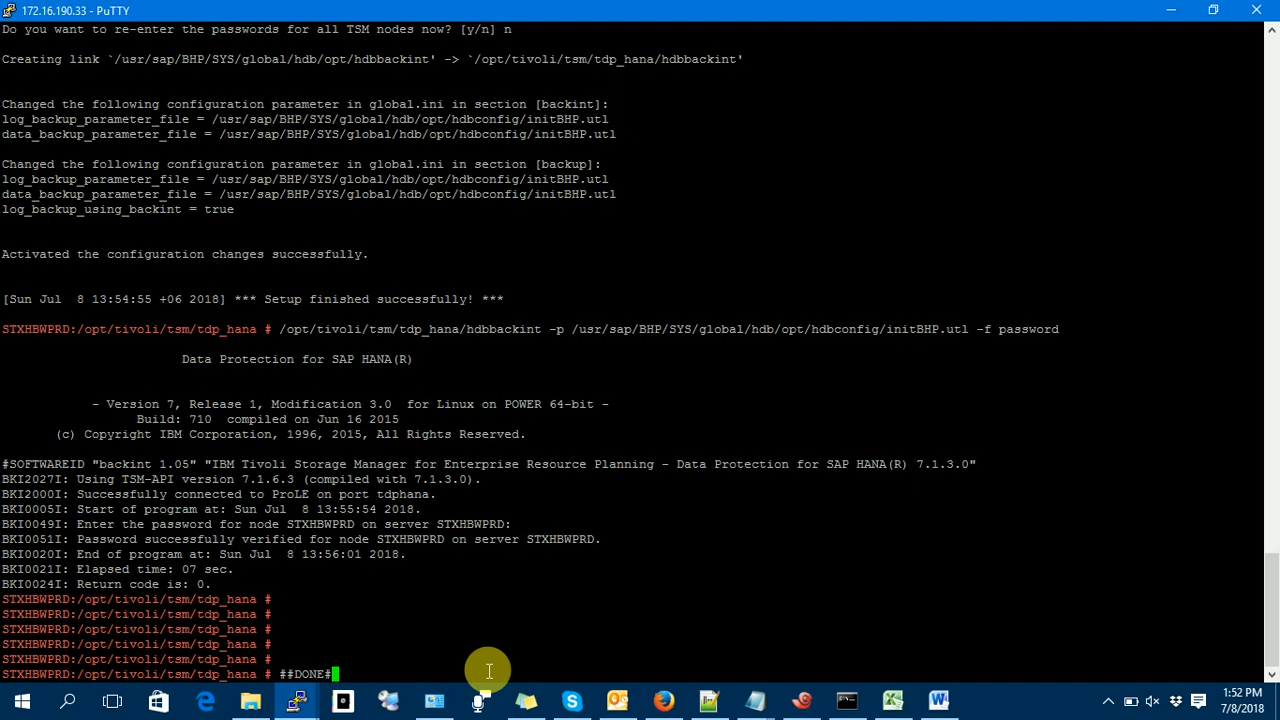 172.16.190.33 - PuTTY
Do you want to re-enter the passwords for all TSM nodes now? [y/n] n
Creating link `/usr/sap/BHP/SYS/global/hdb/opt/hdbbackint' -> `/opt/tivoli/tsm/tdp_hana/hdbbackint'
Changed the following configuration parameter in global.ini in section [backint]:
log_backup_parameter_file = /usr/sap/BHP/SYS/global/hdb/opt/hdbconfig/initBHP.utl
data_backup_parameter_file = /usr/sap/BHP/SYS/global/hdb/opt/hdbconfig/initBHP.utl
Changed the following configuration parameter in global.ini in section [backup]:
log_backup_parameter_file = /usr/sap/BHP/SYS/global/hdb/opt/hdbconfig/initBHP.utl
data_backup_parameter_file = /usr/sap/BHP/SYS/global/hdb/opt/hdbconfig/initBHP.utl
log_backup_using_backint = true
Activated the configuration changes successfully.
[Sun Jul  8 13:54:55 +06 2018] *** Setup finished successfully! ***
STXHBWPRD:/opt/tivoli/tsm/tdp_hana # /opt/tivoli/tsm/tdp_hana/hdbbackint -p /usr/sap/BHP/SYS/global/hdb/opt/hdbconfig/initBHP.utl -f password
Data Protection for SAP HANA(R)
- Version 7, Release 1, Modification 3.0  for Linux on POWER 64-bit -
Build: 710  compiled on Jun 16 2015
(c) Copyright IBM Corporation, 1996, 2015, All Rights Reserved.
#SOFTWAREID "backint 1.05" "IBM Tivoli Storage Manager for Enterprise Resource Planning - Data Protection for SAP HANA(R) 7.1.3.0"
BKI2027I: Using TSM-API version 7.1.6.3 (compiled with 7.1.3.0).
BKI2000I: Successfully connected to ProLE on port tdphana.
BKI0005I: Start of program at: Sun Jul  8 13:55:54 2018.
BKI0049I: Enter the password for node STXHBWPRD on server STXHBWPRD:
BKI0051I: Password successfully verified for node STXHBWPRD on server STXHBWPRD.
BKI0020I: End of program at: Sun Jul  8 13:56:01 2018.
BKI0021I: Elapsed time: 07 sec.
BKI0024I: Return code is: 0.
STXHBWPRD:/opt/tivoli/tsm/tdp_hana #
STXHBWPRD:/opt/tivoli/tsm/tdp_hana #
STXHBWPRD:/opt/tivoli/tsm/tdp_hana #
STXHBWPRD:/opt/tivoli/tsm/tdp_hana #
STXHBWPRD:/opt/tivoli/tsm/tdp_hana #
STXHBWPRD:/opt/tivoli/tsm/tdp_hana # ##DONE#
1:52 PM
7/8/2018